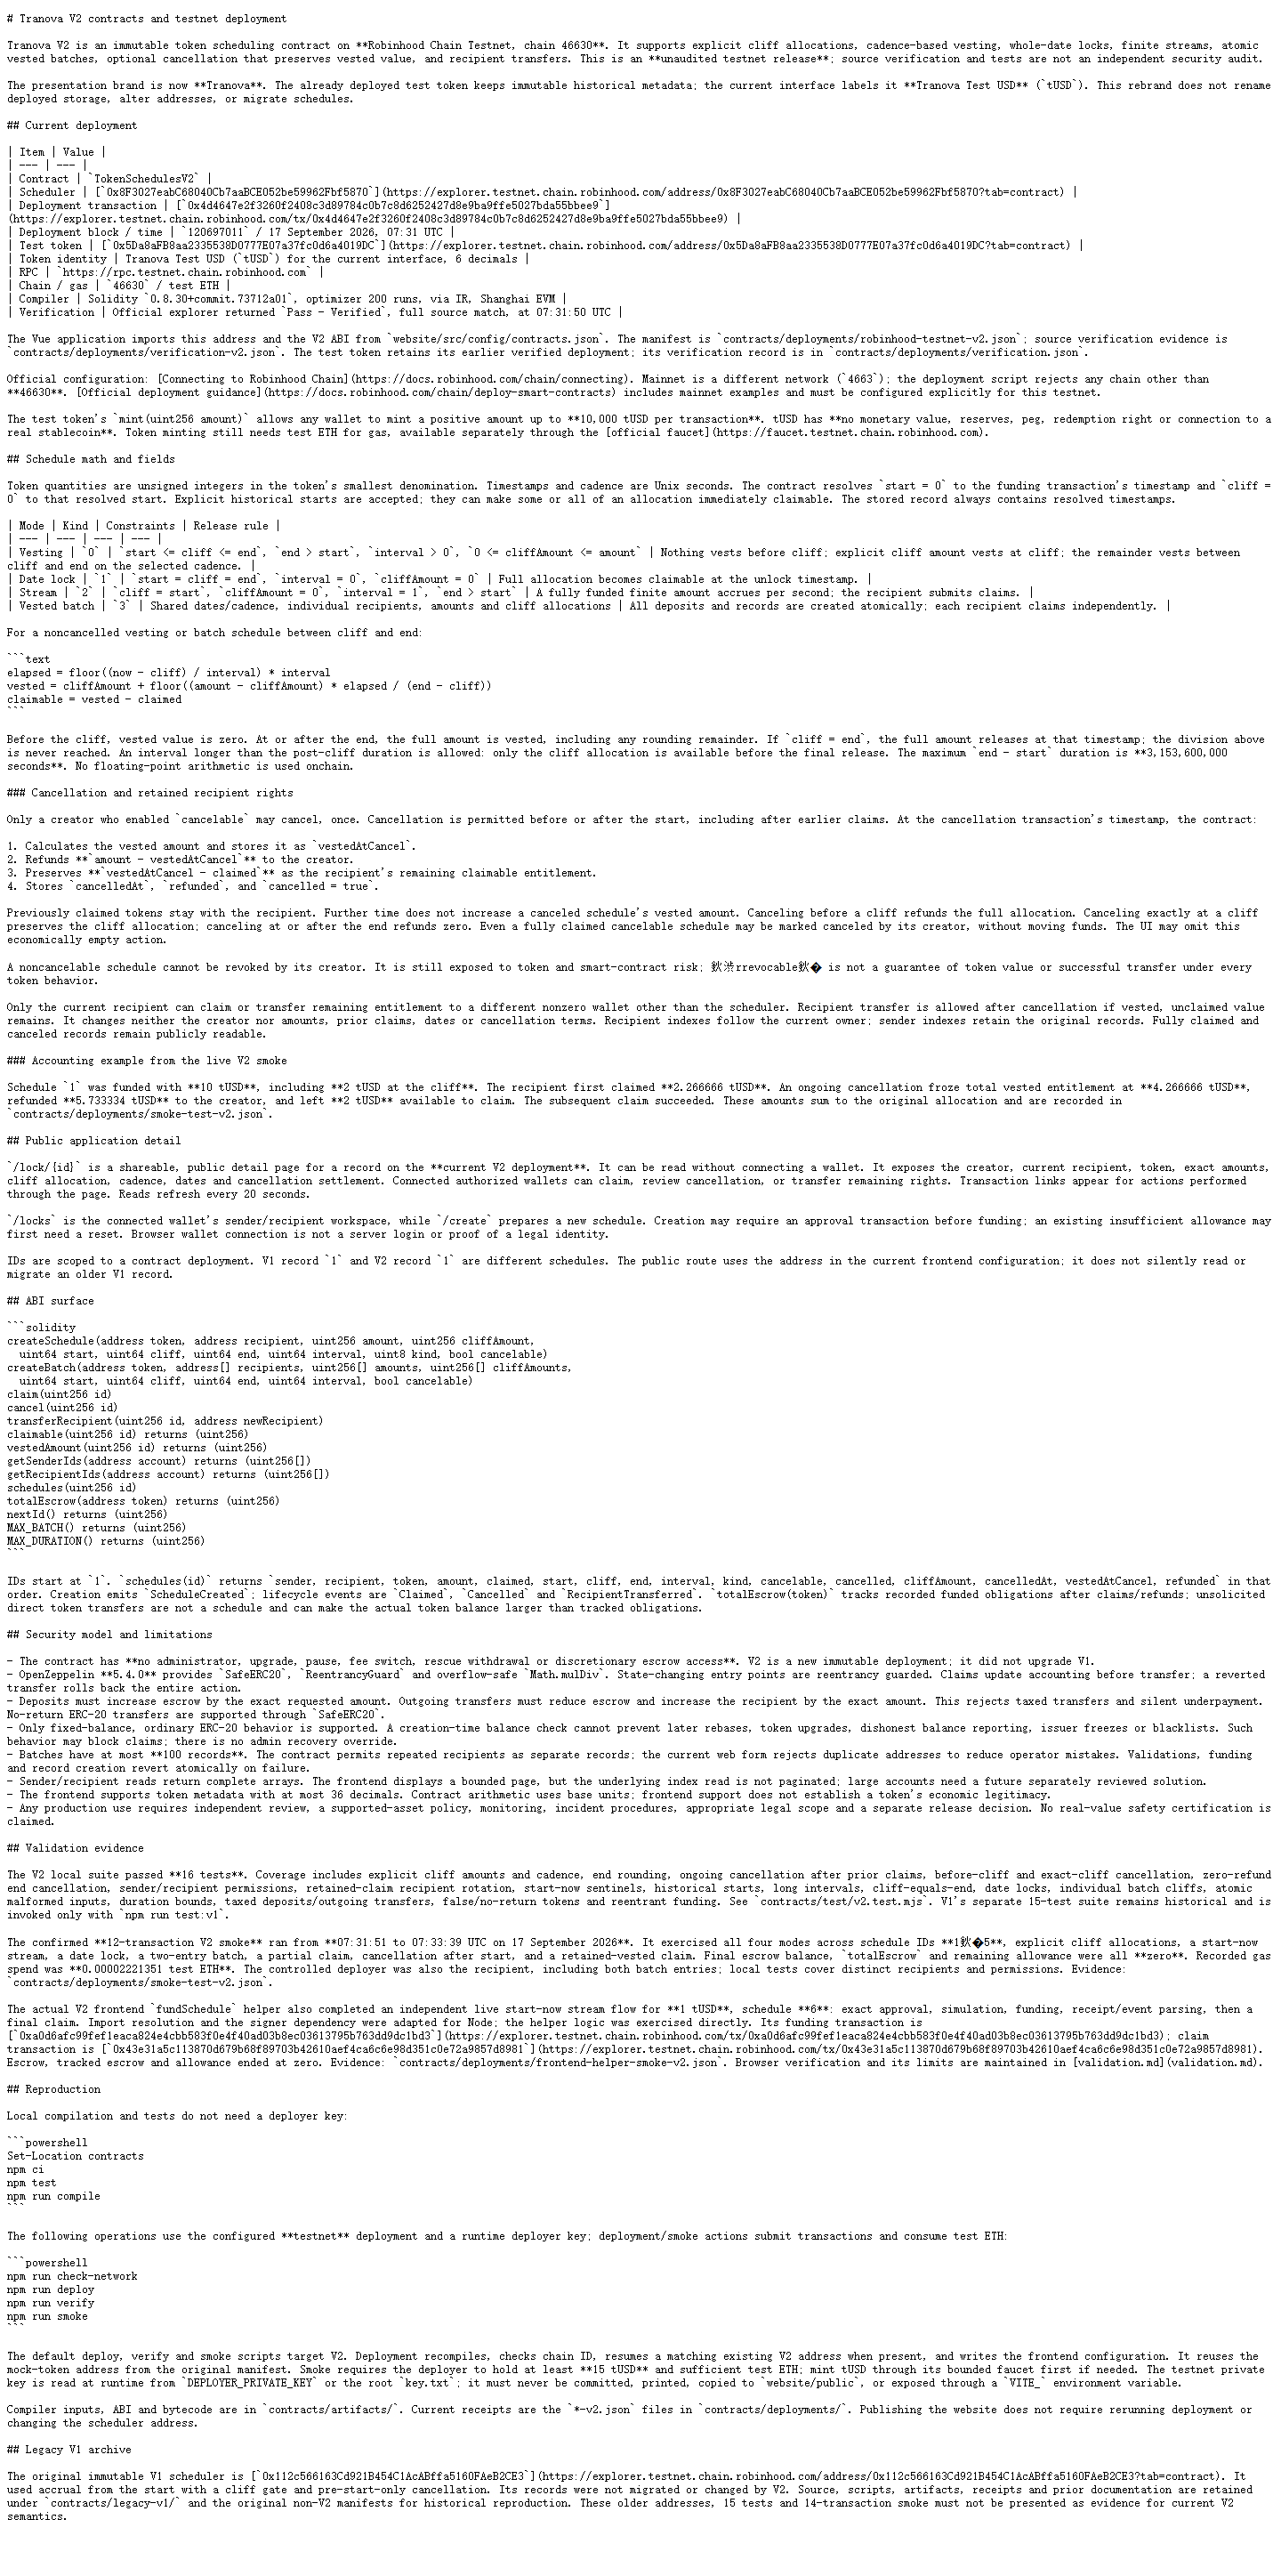 # Tranova V2 contracts and testnet deployment
Tranova V2 is an immutable token scheduling contract on **Robinhood Chain Testnet, chain 46630**. It supports explicit cliff allocations, cadence-based vesting, whole-date locks, finite streams, atomic
vested batches, optional cancellation that preserves vested value, and recipient transfers. This is an **unaudited testnet release**; source verification and tests are not an independent security audit.
The presentation brand is now **Tranova**. The already deployed test token keeps immutable historical metadata; the current interface labels it **Tranova Test USD** (`tUSD`). This rebrand does not rename
deployed storage, alter addresses, or migrate schedules.
## Current deployment
| Item | Value |
| --- | --- |
| Contract | `TokenSchedulesV2` |
| Scheduler | [`0x8F3027eabC68040Cb7aaBCE052be59962Fbf5870`](https://explorer.testnet.chain.robinhood.com/address/0x8F3027eabC68040Cb7aaBCE052be59962Fbf5870?tab=contract) |
| Deployment transaction | [`0x4d4647e2f3260f2408c3d89784c0b7c8d6252427d8e9ba9ffe5027bda55bbee9`]
(https://explorer.testnet.chain.robinhood.com/tx/0x4d4647e2f3260f2408c3d89784c0b7c8d6252427d8e9ba9ffe5027bda55bbee9) |
| Deployment block / time | `120697011` / 17 September 2026, 07:31 UTC |
| Test token | [`0x5Da8aFB8aa2335538D0777E07a37fc0d6a4019DC`](https://explorer.testnet.chain.robinhood.com/address/0x5Da8aFB8aa2335538D0777E07a37fc0d6a4019DC?tab=contract) |
| Token identity | Tranova Test USD (`tUSD`) for the current interface, 6 decimals |
| RPC | `https://rpc.testnet.chain.robinhood.com` |
| Chain / gas | `46630` / test ETH |
| Compiler | Solidity `0.8.30+commit.73712a01`, optimizer 200 runs, via IR, Shanghai EVM |
| Verification | Official explorer returned `Pass - Verified`, full source match, at 07:31:50 UTC |
The Vue application imports this address and the V2 ABI from `website/src/config/contracts.json`. The manifest is `contracts/deployments/robinhood-testnet-v2.json`; source verification evidence is
`contracts/deployments/verification-v2.json`. The test token retains its earlier verified deployment; its verification record is in `contracts/deployments/verification.json`.
Official configuration: [Connecting to Robinhood Chain](https://docs.robinhood.com/chain/connecting). Mainnet is a different network (`4663`); the deployment script rejects any chain other than
**46630**. [Official deployment guidance](https://docs.robinhood.com/chain/deploy-smart-contracts) includes mainnet examples and must be configured explicitly for this testnet.
The test token's `mint(uint256 amount)` allows any wallet to mint a positive amount up to **10,000 tUSD per transaction**. tUSD has **no monetary value, reserves, peg, redemption right or connection to a
real stablecoin**. Token minting still needs test ETH for gas, available separately through the [official faucet](https://faucet.testnet.chain.robinhood.com).
## Schedule math and fields
Token quantities are unsigned integers in the token's smallest denomination. Timestamps and cadence are Unix seconds. The contract resolves `start = 0` to the funding transaction's timestamp and `cliff =
0` to that resolved start. Explicit historical starts are accepted; they can make some or all of an allocation immediately claimable. The stored record always contains resolved timestamps.
| Mode | Kind | Constraints | Release rule |
| --- | --- | --- | --- |
| Vesting | `0` | `start <= cliff <= end`, `end > start`, `interval > 0`, `0 <= cliffAmount <= amount` | Nothing vests before cliff; explicit cliff amount vests at cliff; the remainder vests between
cliff and end on the selected cadence. |
| Date lock | `1` | `start = cliff = end`, `interval = 0`, `cliffAmount = 0` | Full allocation becomes claimable at the unlock timestamp. |
| Stream | `2` | `cliff = start`, `cliffAmount = 0`, `interval = 1`, `end > start` | A fully funded finite amount accrues per second; the recipient submits claims. |
| Vested batch | `3` | Shared dates/cadence, individual recipients, amounts and cliff allocations | All deposits and records are created atomically; each recipient claims independently. |
For a noncancelled vesting or batch schedule between cliff and end:
```text
elapsed = floor((now - cliff) / interval) * interval
vested = cliffAmount + floor((amount - cliffAmount) * elapsed / (end - cliff))
claimable = vested - claimed
```
Before the cliff, vested value is zero. At or after the end, the full amount is vested, including any rounding remainder. If `cliff = end`, the full amount releases at that timestamp; the division above
is never reached. An interval longer than the post-cliff duration is allowed: only the cliff allocation is available before the final release. The maximum `end - start` duration is **3,153,600,000
seconds**. No floating-point arithmetic is used onchain.
### Cancellation and retained recipient rights
Only a creator who enabled `cancelable` may cancel, once. Cancellation is permitted before or after the start, including after earlier claims. At the cancellation transaction's timestamp, the contract:
1. Calculates the vested amount and stores it as `vestedAtCancel`.
2. Refunds **`amount - vestedAtCancel`** to the creator.
3. Preserves **`vestedAtCancel - claimed`** as the recipient's remaining claimable entitlement.
4. Stores `cancelledAt`, `refunded`, and `cancelled = true`.
Previously claimed tokens stay with the recipient. Further time does not increase a canceled schedule's vested amount. Canceling before a cliff refunds the full allocation. Canceling exactly at a cliff
preserves the cliff allocation; canceling at or after the end refunds zero. Even a fully claimed cancelable schedule may be marked canceled by its creator, without moving funds. The UI may omit this
economically empty action.
A noncancelable schedule cannot be revoked by its creator. It is still exposed to token and smart-contract risk; 鈥渋rrevocable鈥� is not a guarantee of token value or successful transfer under every
token behavior.
Only the current recipient can claim or transfer remaining entitlement to a different nonzero wallet other than the scheduler. Recipient transfer is allowed after cancellation if vested, unclaimed value
remains. It changes neither the creator nor amounts, prior claims, dates or cancellation terms. Recipient indexes follow the current owner; sender indexes retain the original records. Fully claimed and
canceled records remain publicly readable.
### Accounting example from the live V2 smoke
Schedule `1` was funded with **10 tUSD**, including **2 tUSD at the cliff**. The recipient first claimed **2.266666 tUSD**. An ongoing cancellation froze total vested entitlement at **4.266666 tUSD**,
refunded **5.733334 tUSD** to the creator, and left **2 tUSD** available to claim. The subsequent claim succeeded. These amounts sum to the original allocation and are recorded in
`contracts/deployments/smoke-test-v2.json`.
## Public application detail
`/lock/{id}` is a shareable, public detail page for a record on the **current V2 deployment**. It can be read without connecting a wallet. It exposes the creator, current recipient, token, exact amounts,
cliff allocation, cadence, dates and cancellation settlement. Connected authorized wallets can claim, review cancellation, or transfer remaining rights. Transaction links appear for actions performed
through the page. Reads refresh every 20 seconds.
`/locks` is the connected wallet's sender/recipient workspace, while `/create` prepares a new schedule. Creation may require an approval transaction before funding; an existing insufficient allowance may
first need a reset. Browser wallet connection is not a server login or proof of a legal identity.
IDs are scoped to a contract deployment. V1 record `1` and V2 record `1` are different schedules. The public route uses the address in the current frontend configuration; it does not silently read or
migrate an older V1 record.
## ABI surface
```solidity
createSchedule(address token, address recipient, uint256 amount, uint256 cliffAmount,
  uint64 start, uint64 cliff, uint64 end, uint64 interval, uint8 kind, bool cancelable)
createBatch(address token, address[] recipients, uint256[] amounts, uint256[] cliffAmounts,
  uint64 start, uint64 cliff, uint64 end, uint64 interval, bool cancelable)
claim(uint256 id)
cancel(uint256 id)
transferRecipient(uint256 id, address newRecipient)
claimable(uint256 id) returns (uint256)
vestedAmount(uint256 id) returns (uint256)
getSenderIds(address account) returns (uint256[])
getRecipientIds(address account) returns (uint256[])
schedules(uint256 id)
totalEscrow(address token) returns (uint256)
nextId() returns (uint256)
MAX_BATCH() returns (uint256)
MAX_DURATION() returns (uint256)
```
IDs start at `1`. `schedules(id)` returns `sender, recipient, token, amount, claimed, start, cliff, end, interval, kind, cancelable, cancelled, cliffAmount, cancelledAt, vestedAtCancel, refunded` in that
order. Creation emits `ScheduleCreated`; lifecycle events are `Claimed`, `Cancelled` and `RecipientTransferred`. `totalEscrow(token)` tracks recorded funded obligations after claims/refunds; unsolicited
direct token transfers are not a schedule and can make the actual token balance larger than tracked obligations.
## Security model and limitations
- The contract has **no administrator, upgrade, pause, fee switch, rescue withdrawal or discretionary escrow access**. V2 is a new immutable deployment; it did not upgrade V1.
- OpenZeppelin **5.4.0** provides `SafeERC20`, `ReentrancyGuard` and overflow-safe `Math.mulDiv`. State-changing entry points are reentrancy guarded. Claims update accounting before transfer; a reverted
transfer rolls back the entire action.
- Deposits must increase escrow by the exact requested amount. Outgoing transfers must reduce escrow and increase the recipient by the exact amount. This rejects taxed transfers and silent underpayment.
No-return ERC-20 transfers are supported through `SafeERC20`.
- Only fixed-balance, ordinary ERC-20 behavior is supported. A creation-time balance check cannot prevent later rebases, token upgrades, dishonest balance reporting, issuer freezes or blacklists. Such
behavior may block claims; there is no admin recovery override.
- Batches have at most **100 records**. The contract permits repeated recipients as separate records; the current web form rejects duplicate addresses to reduce operator mistakes. Validations, funding
and record creation revert atomically on failure.
- Sender/recipient reads return complete arrays. The frontend displays a bounded page, but the underlying index read is not paginated; large accounts need a future separately reviewed solution.
- The frontend supports token metadata with at most 36 decimals. Contract arithmetic uses base units; frontend support does not establish a token's economic legitimacy.
- Any production use requires independent review, a supported-asset policy, monitoring, incident procedures, appropriate legal scope and a separate release decision. No real-value safety certification is
claimed.
## Validation evidence
The V2 local suite passed **16 tests**. Coverage includes explicit cliff amounts and cadence, end rounding, ongoing cancellation after prior claims, before-cliff and exact-cliff cancellation, zero-refund
end cancellation, sender/recipient permissions, retained-claim recipient rotation, start-now sentinels, historical starts, long intervals, cliff-equals-end, date locks, individual batch cliffs, atomic
malformed inputs, duration bounds, taxed deposits/outgoing transfers, false/no-return tokens and reentrant funding. See `contracts/test/v2.test.mjs`. V1's separate 15-test suite remains historical and is
invoked only with `npm run test:v1`.
The confirmed **12-transaction V2 smoke** ran from **07:31:51 to 07:33:39 UTC on 17 September 2026**. It exercised all four modes across schedule IDs **1鈥�5**, explicit cliff allocations, a start-now
stream, a date lock, a two-entry batch, a partial claim, cancellation after start, and a retained-vested claim. Final escrow balance, `totalEscrow` and remaining allowance were all **zero**. Recorded gas
spend was **0.00002221351 test ETH**. The controlled deployer was also the recipient, including both batch entries; local tests cover distinct recipients and permissions. Evidence:
`contracts/deployments/smoke-test-v2.json`.
The actual V2 frontend `fundSchedule` helper also completed an independent live start-now stream flow for **1 tUSD**, schedule **6**: exact approval, simulation, funding, receipt/event parsing, then a
final claim. Import resolution and the signer dependency were adapted for Node; the helper logic was exercised directly. Its funding transaction is
[`0xa0d6afc99fef1eaca824e4cbb583f0e4f40ad03b8ec03613795b763dd9dc1bd3`](https://explorer.testnet.chain.robinhood.com/tx/0xa0d6afc99fef1eaca824e4cbb583f0e4f40ad03b8ec03613795b763dd9dc1bd3); claim
transaction is [`0x43e31a5c113870d679b68f89703b42610aef4ca6c6e98d351c0e72a9857d8981`](https://explorer.testnet.chain.robinhood.com/tx/0x43e31a5c113870d679b68f89703b42610aef4ca6c6e98d351c0e72a9857d8981).
Escrow, tracked escrow and allowance ended at zero. Evidence: `contracts/deployments/frontend-helper-smoke-v2.json`. Browser verification and its limits are maintained in [validation.md](validation.md).
## Reproduction
Local compilation and tests do not need a deployer key:
```powershell
Set-Location contracts
npm ci
npm test
npm run compile
```
The following operations use the configured **testnet** deployment and a runtime deployer key; deployment/smoke actions submit transactions and consume test ETH:
```powershell
npm run check-network
npm run deploy
npm run verify
npm run smoke
```
The default deploy, verify and smoke scripts target V2. Deployment recompiles, checks chain ID, resumes a matching existing V2 address when present, and writes the frontend configuration. It reuses the
mock-token address from the original manifest. Smoke requires the deployer to hold at least **15 tUSD** and sufficient test ETH; mint tUSD through its bounded faucet first if needed. The testnet private
key is read at runtime from `DEPLOYER_PRIVATE_KEY` or the root `key.txt`; it must never be committed, printed, copied to `website/public`, or exposed through a `VITE_` environment variable.
Compiler inputs, ABI and bytecode are in `contracts/artifacts/`. Current receipts are the `*-v2.json` files in `contracts/deployments/`. Publishing the website does not require rerunning deployment or
changing the scheduler address.
## Legacy V1 archive
The original immutable V1 scheduler is [`0x112c566163Cd921B454C1AcABffa5160FAeB2CE3`](https://explorer.testnet.chain.robinhood.com/address/0x112c566163Cd921B454C1AcABffa5160FAeB2CE3?tab=contract). It
used accrual from the start with a cliff gate and pre-start-only cancellation. Its records were not migrated or changed by V2. Source, scripts, artifacts, receipts and prior documentation are retained
under `contracts/legacy-v1/` and the original non-V2 manifests for historical reproduction. These older addresses, 15 tests and 14-transaction smoke must not be presented as evidence for current V2
semantics.